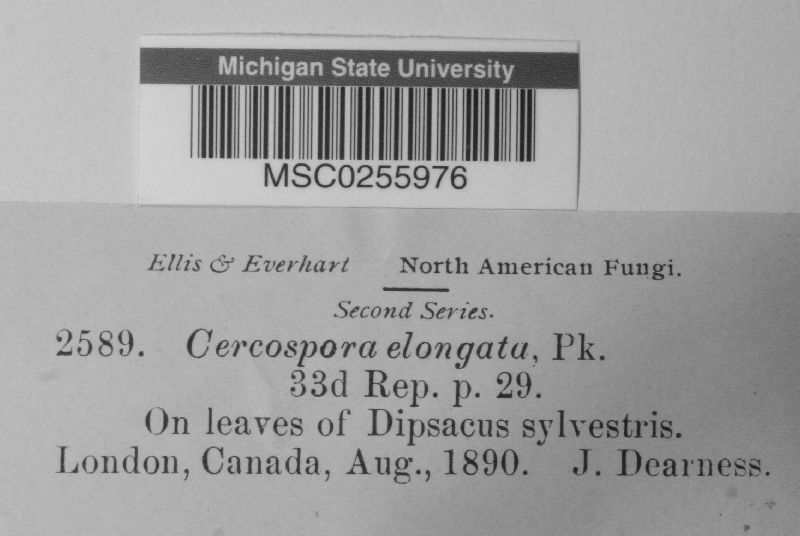 Michigan State University
MSC0255976
Ellis & Everhart North American Fungi.
Second Series.
2589. Cercospora elongata, Pk.
33d Rep. p. 29.
On leaves of Dipsacus sylvestris.
London, Canada, Aug., 1890. J. Dearness.